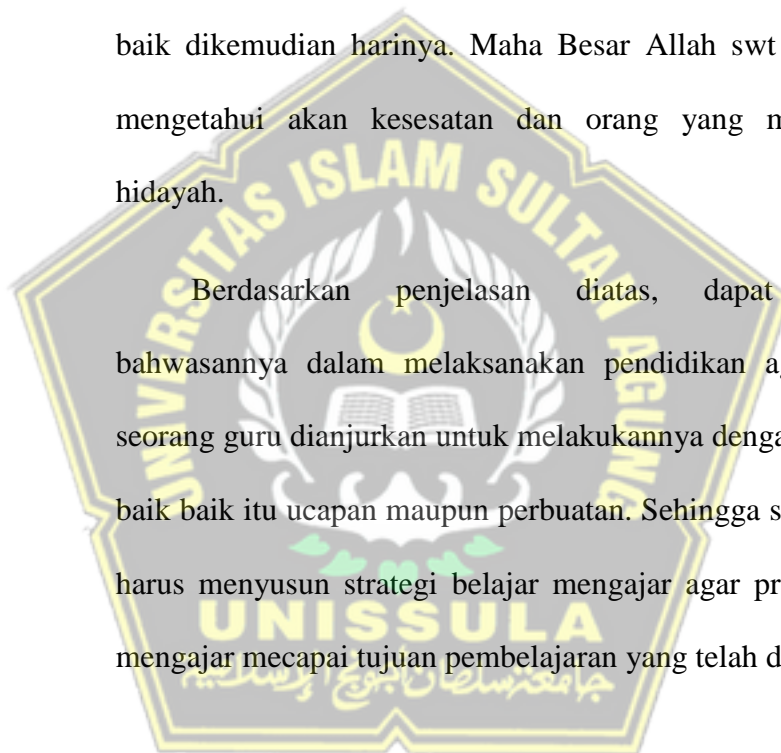 baik dikemudian harinya. Maha Besar Allah swt
mengetahui akan kesesatan dan orang yang m
hidayah.
Berdasarkan penjelasan diatas, dapat
bahwasannya dalam melaksanakan pendidikan ag
seorang guru dianjurkan untuk melakukannya denga
baik baik itu ucapan maupun perbuatan. Sehingga s
harus menyusun strategi belajar mengajar agar pr
mengajar mecapai tujuan pembelajaran yang telah d
UNIVERSITAS ISLAM SULTAN AGUNG
UNISSULA
جامعة سلطان أجونج الإسلامية